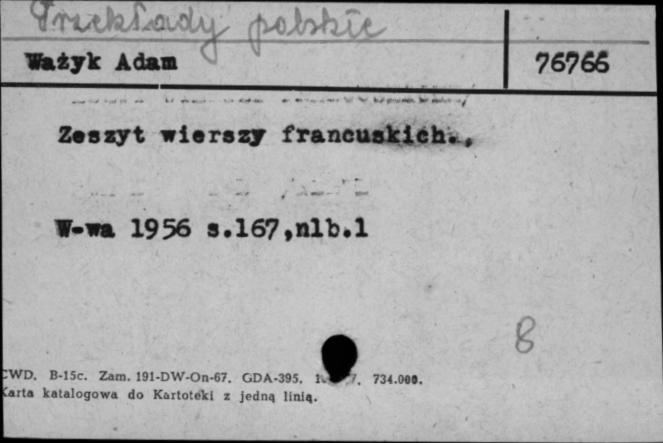 Przekłady polskie
Ważyk Adam
76766
Zeszyt wierszy francuskich.,
W-wa 1956 s.167,nlb.1
8
CWD. B-15c. Zam. 191-DW-On-67. GDA-395. 734.000.
Karta katalogowa do Kartoteki z jedną linią.